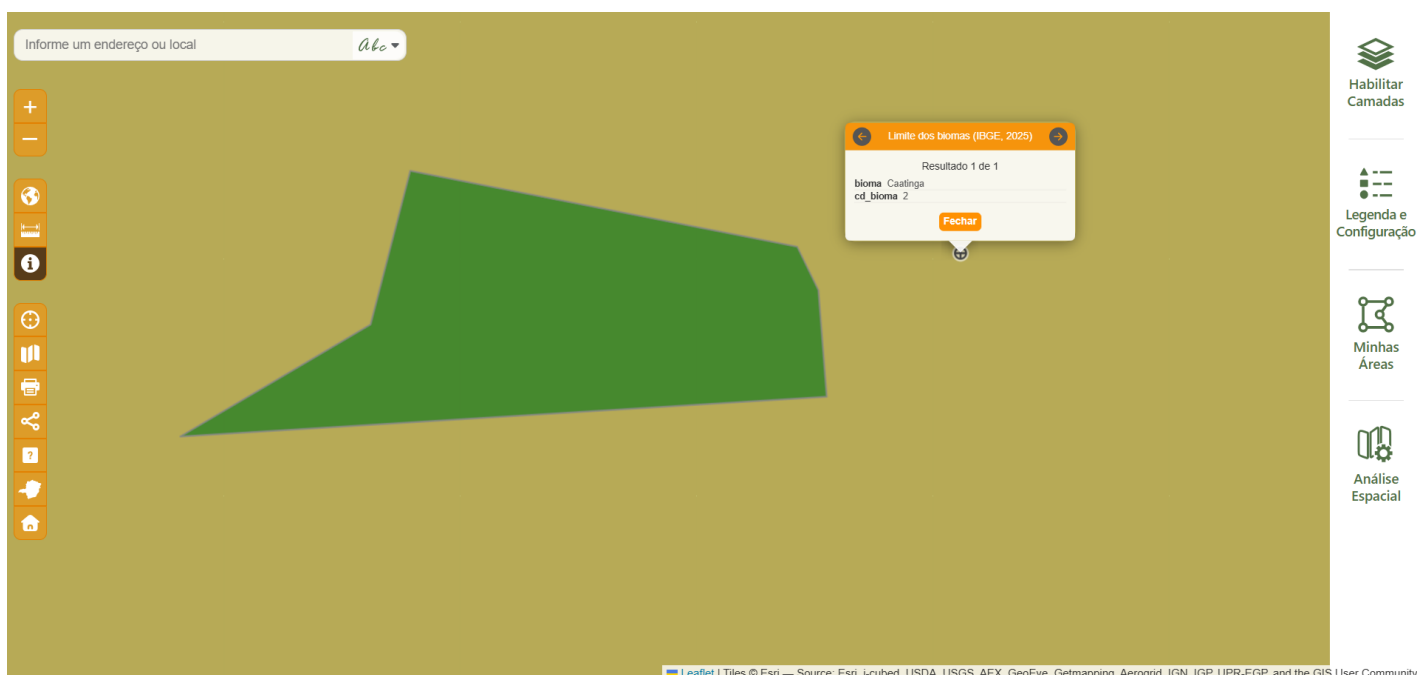 Informe um endereço ou local
Abc
+
−
Limite dos biomas (IBGE, 2025)
Resultado 1 de 1
bioma Caatinga
cd_bioma 2
Fechar
Habilitar
Camadas
Legenda e
Configuração
Minhas
Áreas
Análise
Espacial
Leaflet | Tiles © Esri — Source: Esri, i-cubed, USDA, USGS, AEX, GeoEye, Getmapping, Aerogrid, IGN, IGP, UPR-EGP, and the GIS User Community